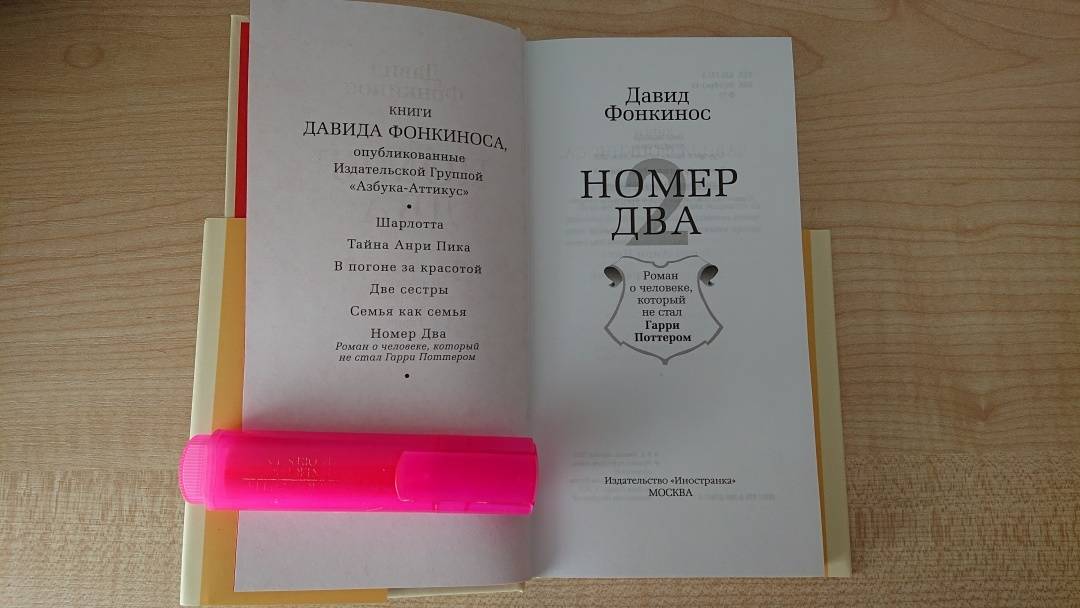 КНИГИ
ДАВИДА ФОНКИНОСА,
опубликованные
Издательской Группой
«Азбука-Аттикус»
•
Шарлотта
Тайна Анри Пика
В погоне за красотой
Две сестры
Семья как семья
Номер Два
Роман о человеке, который
не стал Гарри Поттером
•
Давид
Фонкинос
2
НОМЕР
ДВА
Роман
о человеке,
который
не стал
Гарри
Поттером
Издательство «Иностранка»
МОСКВА